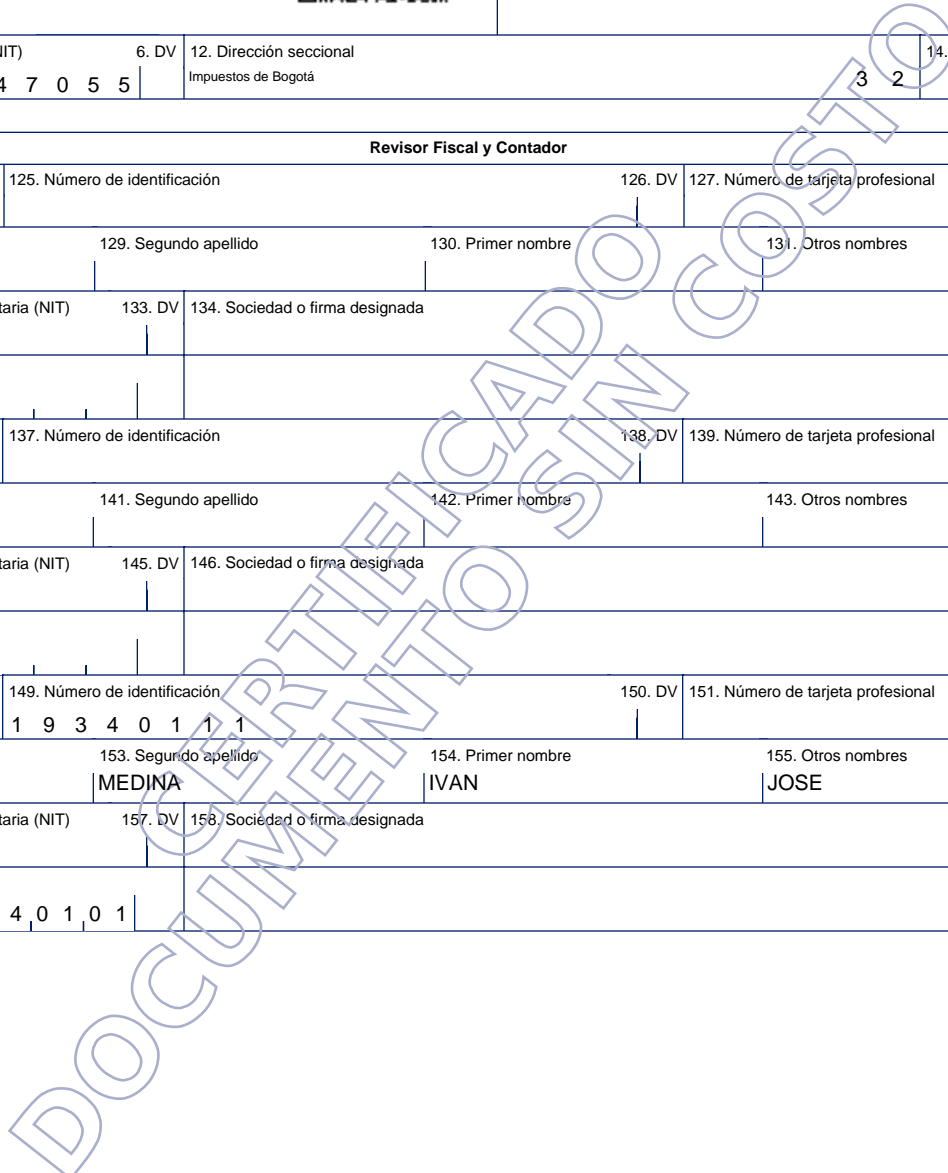 IT) 6. DV 12. Dirección seccional 14.
4 7 0 5 5 Impuestos de Bogotá 3 2
Revisor Fiscal y Contador
125. Número de identificación 126. DV 127. Número de tarjeta profesional
129. Segundo apellido 130. Primer nombre 131. Otros nombres
taria (NIT) 133. DV 134. Sociedad o firma designada
137. Número de identificación 138. DV 139. Número de tarjeta profesional
141. Segundo apellido 142. Primer nombre 143. Otros nombres
taria (NIT) 145. DV 146. Sociedad o firma designada
149. Número de identificación 150. DV 151. Número de tarjeta profesional
1 9 3 4 0 1 1 1
153. Segundo apellido 154. Primer nombre 155. Otros nombres
MEDINA IVAN JOSE
taria (NIT) 157. DV 158. Sociedad o firma designada
4 0 1 0 1
CERTIFICADO
DOCUMENTO SIN COSTO